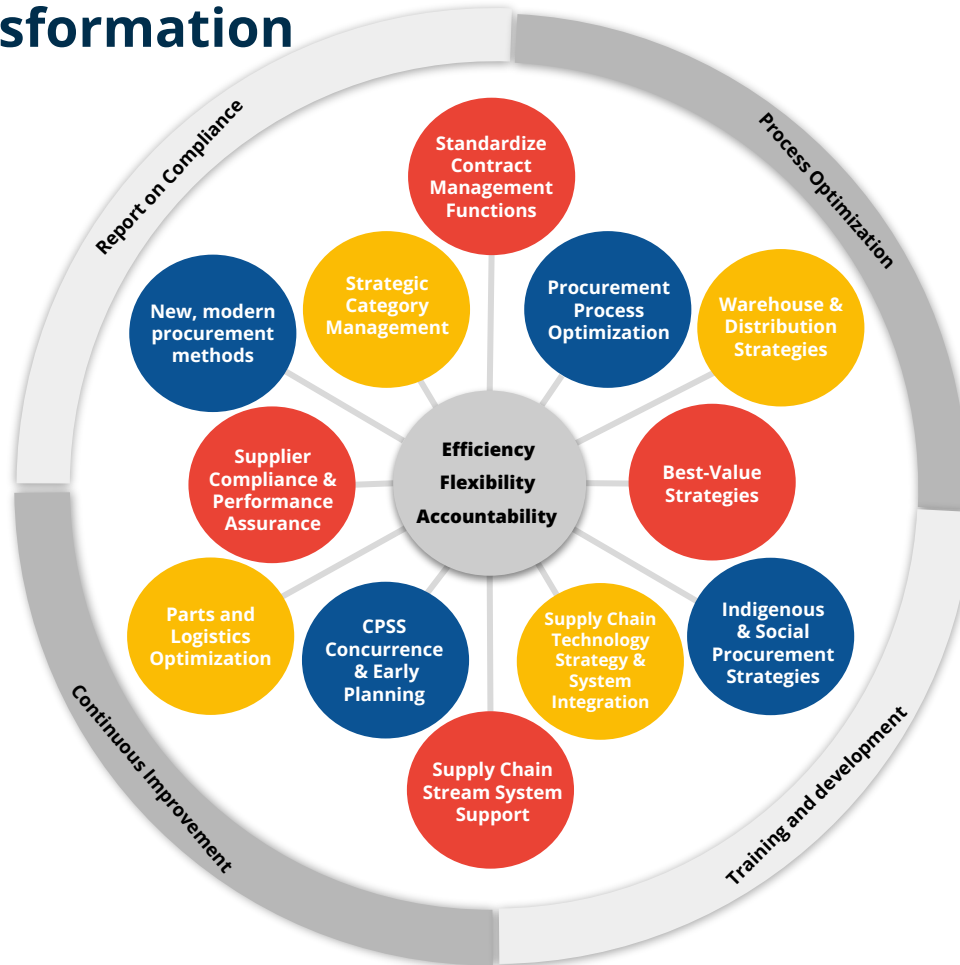 sformation
Report on Compliance
Process Optimization
Standardize
Contract
Management
Functions
Strategic
Category
Management
Procurement
Process
Optimization
New, modern
procurement
methods
Warehouse &
Distribution
Strategies
Supplier
Compliance &
Performance
Assurance
Efficiency
Flexibility
Accountability
Best-Value
Strategies
Parts and
Logistics
Optimization
CPSS
Concurrence
& Early
Planning
Supply Chain
Technology
Strategy &
System
Integration
Indigenous
& Social
Procurement
Strategies
Supply Chain
Stream System
Support
Continuous Improvement
Training and development